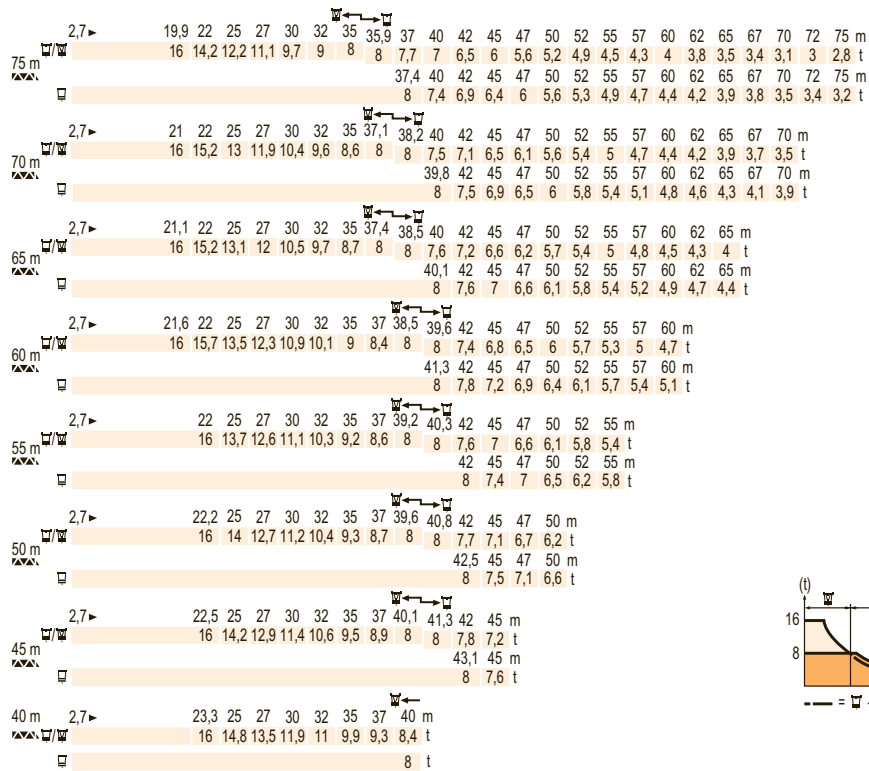 2,7 19,9 22 25 27 30 32 35 35,9 37 40 42 45 47 50 52 55 57 60 62 65 67 70 72 75 m
75 m 16 14,2 12,2 11,1 9,7 9 8 8 7,7 7 6,5 6 5,6 5,2 4,9 4,5 4,3 4 3,8 3,5 3,4 3,1 3 2,8 t
37,4 40 42 45 47 50 52 55 57 60 62 65 67 70 72 75 m
8 7,4 6,9 6,4 6 5,6 5,3 4,9 4,7 4,4 4,2 3,9 3,8 3,5 3,4 3,2 t
2,7 21 22 25 27 30 32 35 37,1 38,2 40 42 45 47 50 52 55 57 60 62 65 67 70 m
70 m 16 15,2 13 11,9 10,4 9,6 8,6 8 8 7,5 7,1 6,5 6,1 5,6 5,4 5 4,7 4,4 4,2 3,9 3,7 3,5 t
39,8 42 45 47 50 52 55 57 60 62 65 67 70 m
8 7,5 6,9 6,5 6 5,8 5,4 5,1 4,8 4,6 4,3 4,1 3,9 t
2,7 21,1 22 25 27 30 32 35 37,4 38,5 40 42 45 47 50 52 55 57 60 62 65 m
65 m 16 15,2 13,1 12 10,5 9,7 8,7 8 8 7,6 7,2 6,6 6,2 5,7 5,4 5 4,8 4,5 4,3 4 t
40,1 42 45 47 50 52 55 57 60 62 65 m
8 7,6 7 6,6 6,1 5,8 5,4 5,2 4,9 4,7 4,4 t
2,7 21,6 22 25 27 30 32 35 37 38,5 39,6 42 45 47 50 52 55 57 60 m
60 m 16 15,7 13,5 12,3 10,9 10,1 9 8,4 8 8 7,4 6,8 6,5 6 5,7 5,3 5 4,7 t
41,3 42 45 47 50 52 55 57 60 m
8 7,8 7,2 6,9 6,4 6,1 5,7 5,4 5,1 t
2,7 22 25 27 30 32 35 37 39,2 40,3 42 45 47 50 52 55 m
55 m 16 13,7 12,6 11,1 10,3 9,2 8,6 8 8 7,6 7 6,6 6,1 5,8 5,4 t
42 45 47 50 52 55 m
8 7,4 7 6,5 6,2 5,8 t
2,7 22,2 25 27 30 32 35 37 39,6 40,8 42 45 47 50 m
50 m 16 14 12,7 11,2 10,4 9,3 8,7 8 8 7,7 7,1 6,7 6,2 t
42,5 45 47 50 m
8 7,5 7,1 6,6 t
2,7 22,5 25 27 30 32 35 37 40,1 41,3 42 45 m
45 m 16 14,2 12,9 11,4 10,6 9,5 8,9 8 8 7,8 7,2 t
43,1 45 m
8 7,6 t
40 m 2,7 23,3 25 27 30 32 35 37 40 m
16 14,8 13,5 11,9 11 9,9 9,3 8,4 t
8 t
(t)
16
8
=